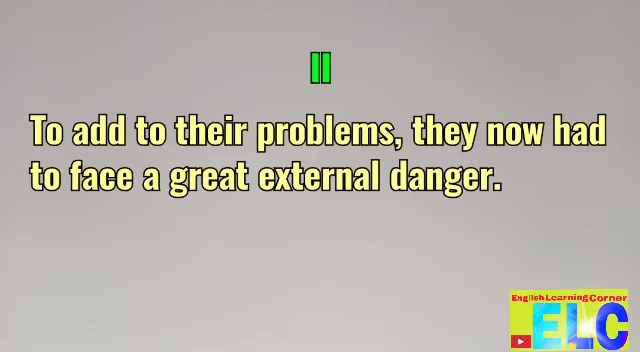 II
To add to their problems, they now had
to face a great external danger.
English Learning Corner
ELC